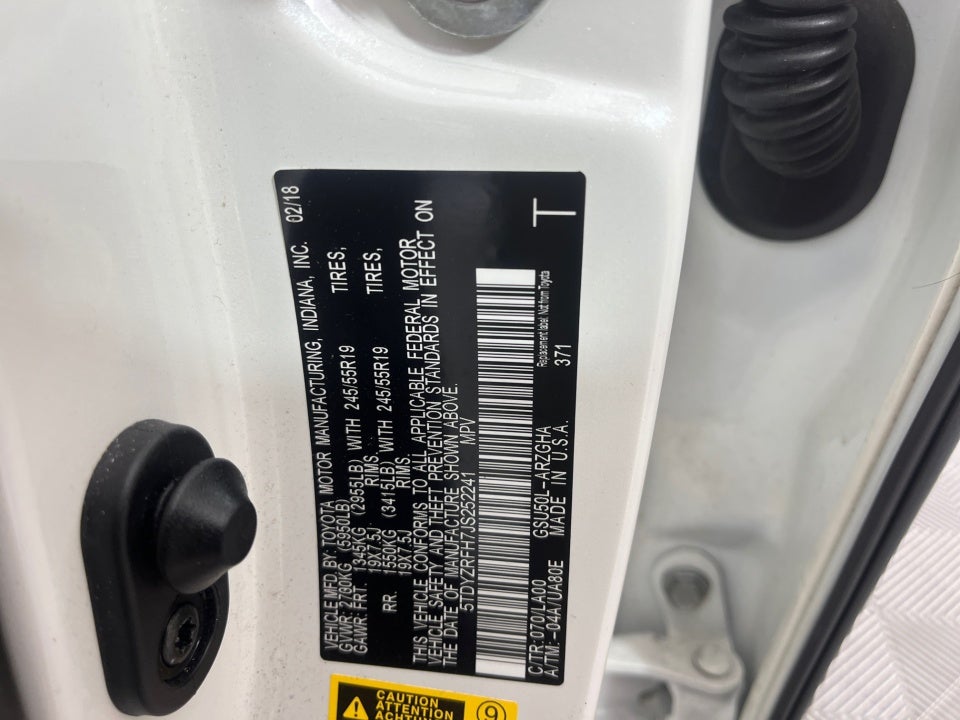 VEHICLE MFD. BY: TOYOTA MOTOR MANUFACTURING, INDIANA, INC. 02/18
GVWR: 2700KG (5950LB)
GAWR: FRT 1345KG (2955LB) WITH 245/55R19 TIRES,
19X7.5J RIMS.
RR. 1550KG (3415LB) WITH 245/55R19 TIRES,
19X7.5J RIMS.
THIS VEHICLE CONFORMS TO ALL APPLICABLE FEDERAL MOTOR
VEHICLE SAFETY AND THEFT PREVENTION STANDARDS IN EFFECT ON
THE DATE OF MANUFACTURE SHOWN ABOVE.
5TDYZRFH7JS252241 MPV
Replacement label. Not from Toyota
T
C/TR: 070/LA00 GSU50L-ARZGHA
A/TM: -04A/UA80E MADE IN U.S.A. 371
CAUTION
ATTENTION
ACHTUNG
9